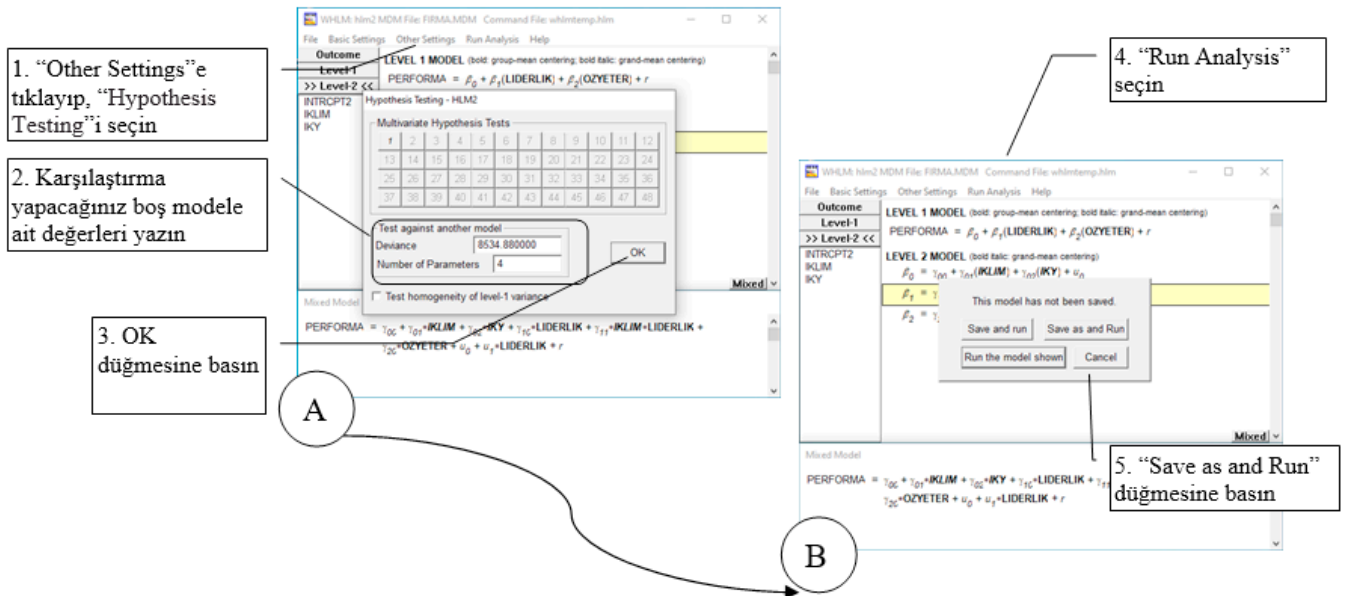 WHLM: hlm2 MDM File: FIRMA.MDM Command File: whlmtemp.hlm
File Basic Settings Other Settings Run Analysis Help
Outcome
Level-1
>> Level-2 <<
INTRCPT2
IKLIM
IKY
LEVEL 1 MODEL (bold: group-mean centering; bold italic: grand-mean centering)
PERFORMA = β0 + β1(LIDERLIK) + β2(OZYETER) + r
1. “Other Settings”e
tıklayıp, “Hypothesis
Testing”i seçin
2. Karşılaştırma
yapacağınız boş modele
ait değerleri yazın
3. OK
düğmesine basın
Hypothesis Testing - HLM2
Multivariate Hypothesis Tests
1 2 3 4 5 6 7 8 9 10 11 12
13 14 15 16 17 18 19 20 21 22 23 24
25 26 27 28 29 30 31 32 33 34 35 36
37 38 39 40 41 42 43 44 45 46 47 48
Test against another model
Deviance 8534.880000
Number of Parameters 4
OK
Test homogeneity of level-1 variance
Mixed
Mixed Model
PERFORMA = γ00 + γ01*IKLIM + γ02*IKY + γ10*LIDERLIK + γ11*IKLIM*LIDERLIK +
γ20*OZYETER + u0 + u1*LIDERLIK + r
A
4. “Run Analysis”
seçin
WHLM: hlm2 MDM File: FIRMA.MDM Command File: whlmtemp.hlm
File Basic Settings Other Settings Run Analysis Help
Outcome
Level-1
>> Level-2 <<
INTRCPT2
IKLIM
IKY
LEVEL 1 MODEL (bold: group-mean centering; bold italic: grand-mean centering)
PERFORMA = β0 + β1(LIDERLIK) + β2(OZYETER) + r
LEVEL 2 MODEL (bold italic: grand-mean centering)
β0 = γ00 + γ01(IKLIM) + γ02(IKY) + u0
β1 = γ
β2 = γ
This model has not been saved.
Save and run Save as and Run
Run the model shown Cancel
Mixed
5. “Save as and Run”
düğmesine basın
Mixed Model
PERFORMA = γ00 + γ01*IKLIM + γ02*IKY + γ10*LIDERLIK + γ11
γ20*OZYETER + u0 + u1*LIDERLIK + r
B